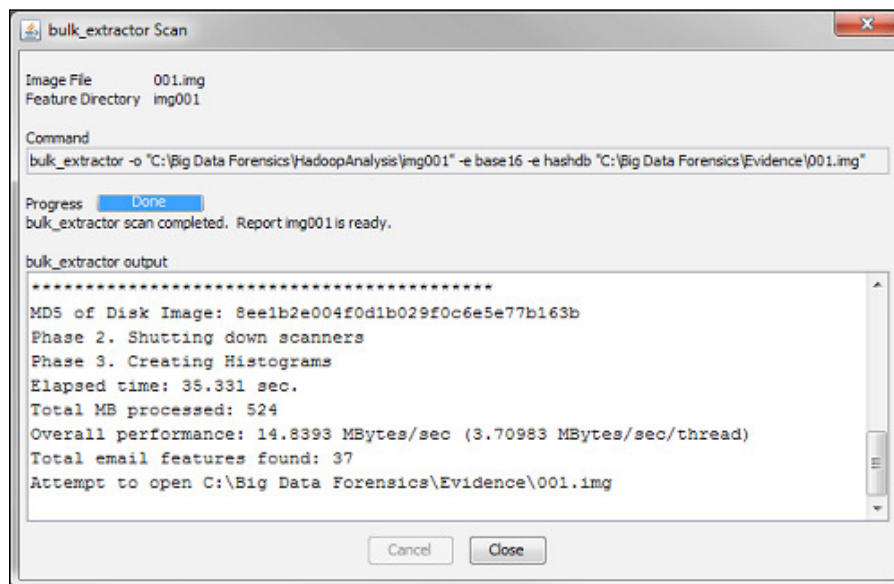 bulk_extractor Scan
Image File 001.img
Feature Directory img001
Command
bulk_extractor -o "C:\Big Data Forensics\HadoopAnalysis\img001" -e base16 -e hashdb "C:\Big Data Forensics\Evidence\001.img"
Progress Done
bulk_extractor scan completed. Report img001 is ready.
bulk_extractor output
*******************************************
MD5 of Disk Image: 8ee1b2e004f0d1b029f0c6e5e77b163b
Phase 2. Shutting down scanners
Phase 3. Creating Histograms
Elapsed time: 35.331 sec.
Total MB processed: 524
Overall performance: 14.8393 MBytes/sec (3.70983 MBytes/sec/thread)
Total email features found: 37
Attempt to open C:\Big Data Forensics\Evidence\001.img
Cancel Close